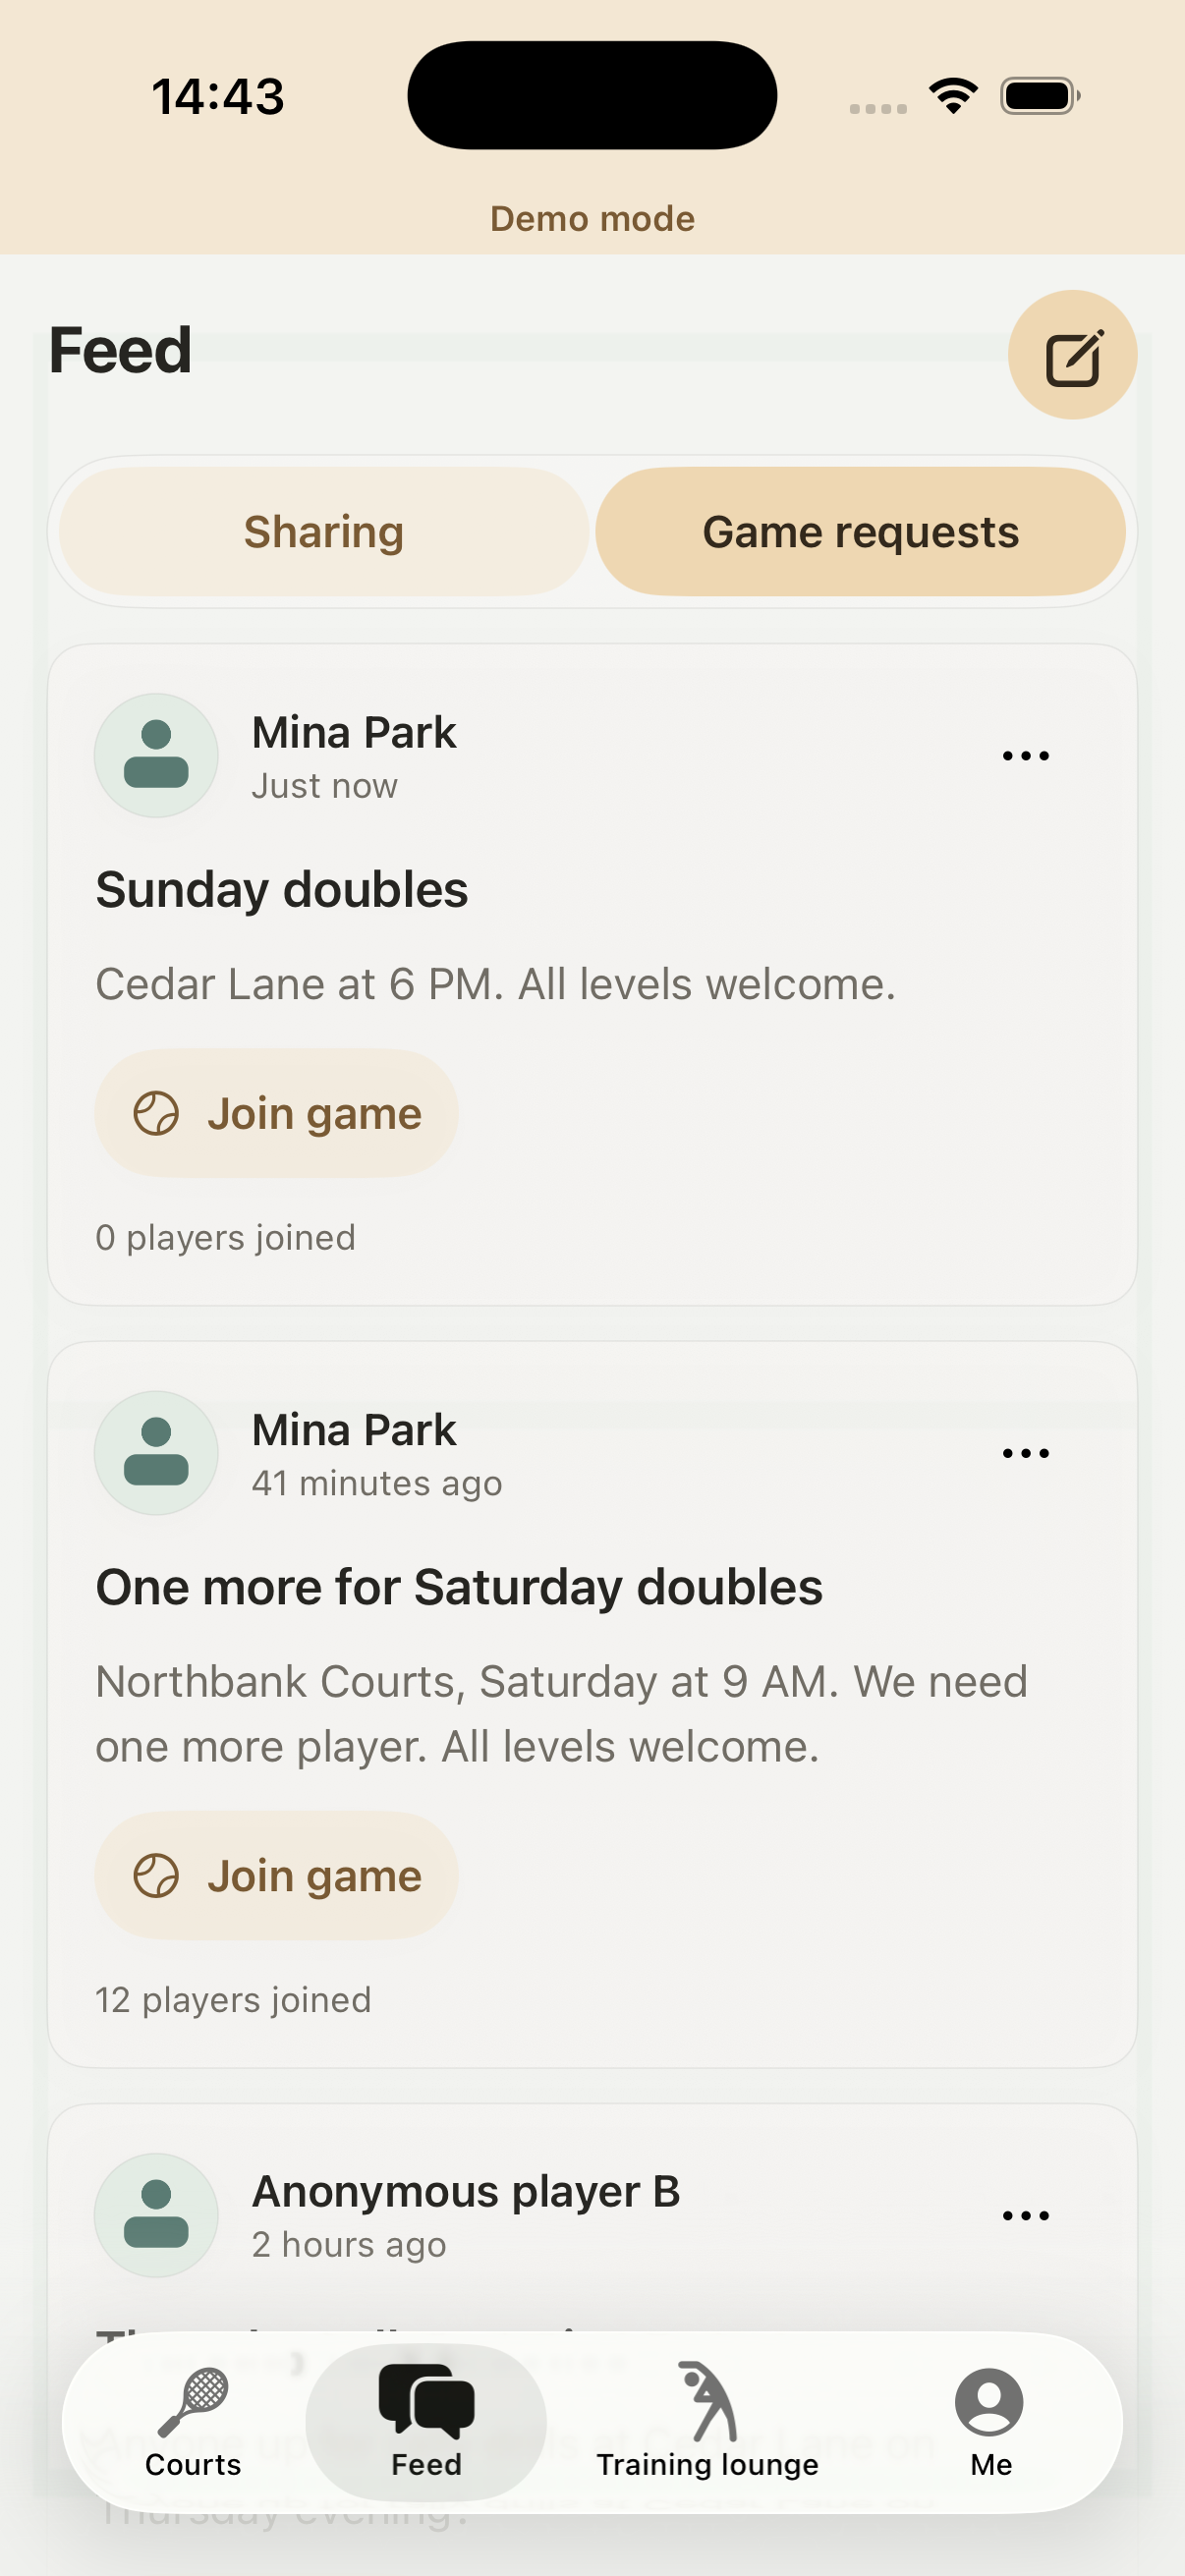 14:43
Demo mode
Feed
Sharing
Game requests
Mina Park
Just now
Sunday doubles
Cedar Lane at 6 PM. All levels welcome.
Join game
0 players joined
Mina Park
41 minutes ago
One more for Saturday doubles
Northbank Courts, Saturday at 9 AM. We need
one more player. All levels welcome.
Join game
12 players joined
Anonymous player B
2 hours ago
Courts
Feed
Training lounge
Me
Thursday evening?